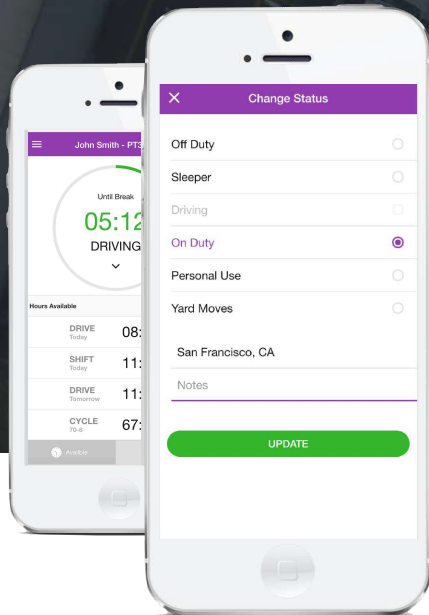 John Smith - PT3
Until Break
05:12
DRIVING
Hours Available
DRIVE 08:
Today
SHIFT 11:
Today
DRIVE 11:
Tomorrow
CYCLE 67:
70-8
Change Status
Off Duty
Sleeper
Driving
On Duty
Personal Use
Yard Moves
San Francisco, CA
Notes
UPDATE